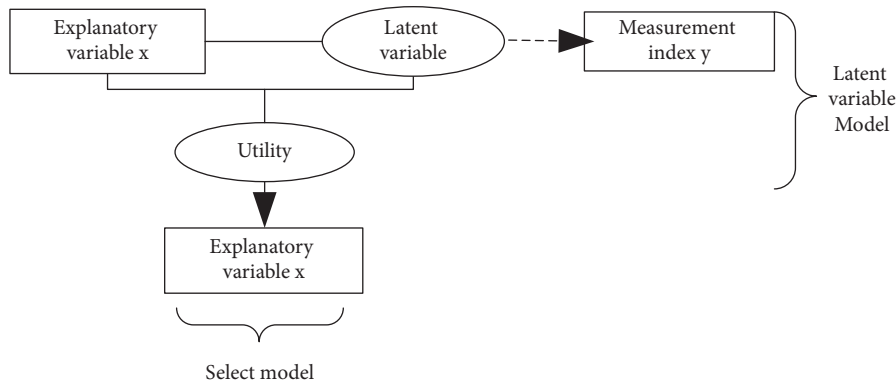 Explanatory
variable x
Latent
variable
Measurement
index y
Latent
variable
Model
Utility
Explanatory
variable x
Select model